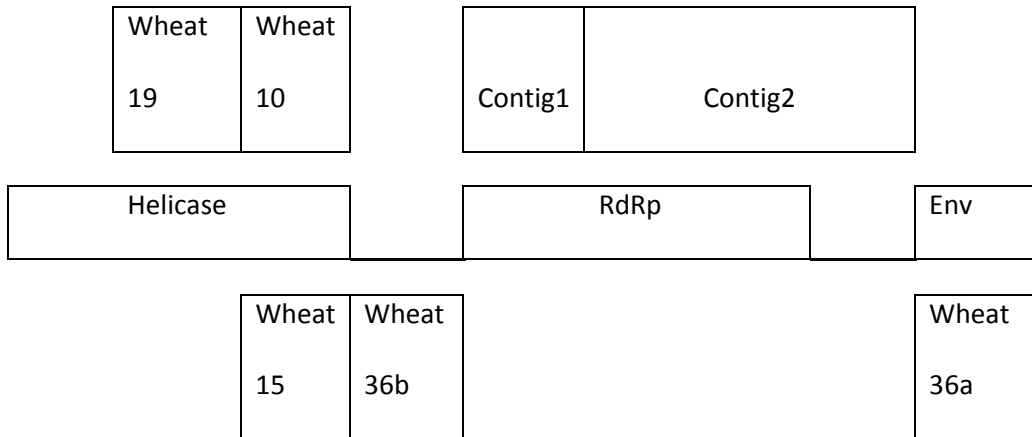 Wheat Wheat
19 10 Contig1 Contig2
Helicase RdRp Env
Wheat Wheat Wheat
15 36b 36a